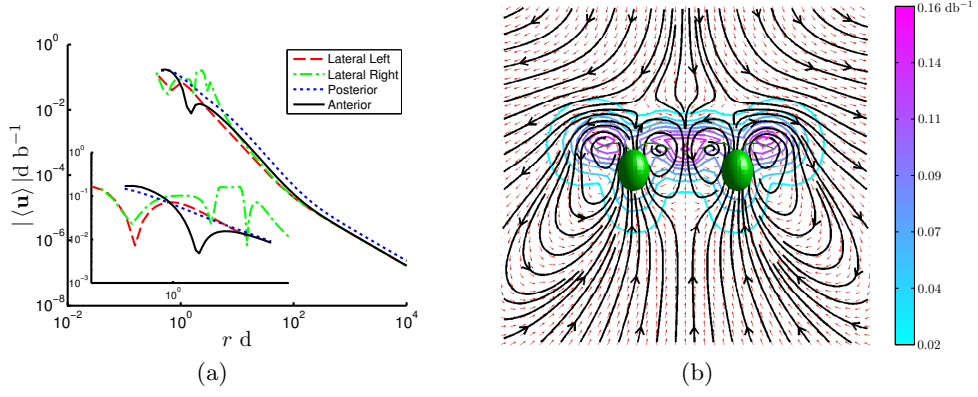 10^0
10^-2
10^-4
10^-6
10^-8
| ⟨u⟩ |d b^-1
Lateral Left
Lateral Right
Posterior
Anterior
10^0
10^-1
10^-2
10^-3
10^0
10^-2
10^0
10^2
10^4
r d
(a)
0.16 db^-1
0.14
0.11
0.09
0.07
0.04
0.02
(b)